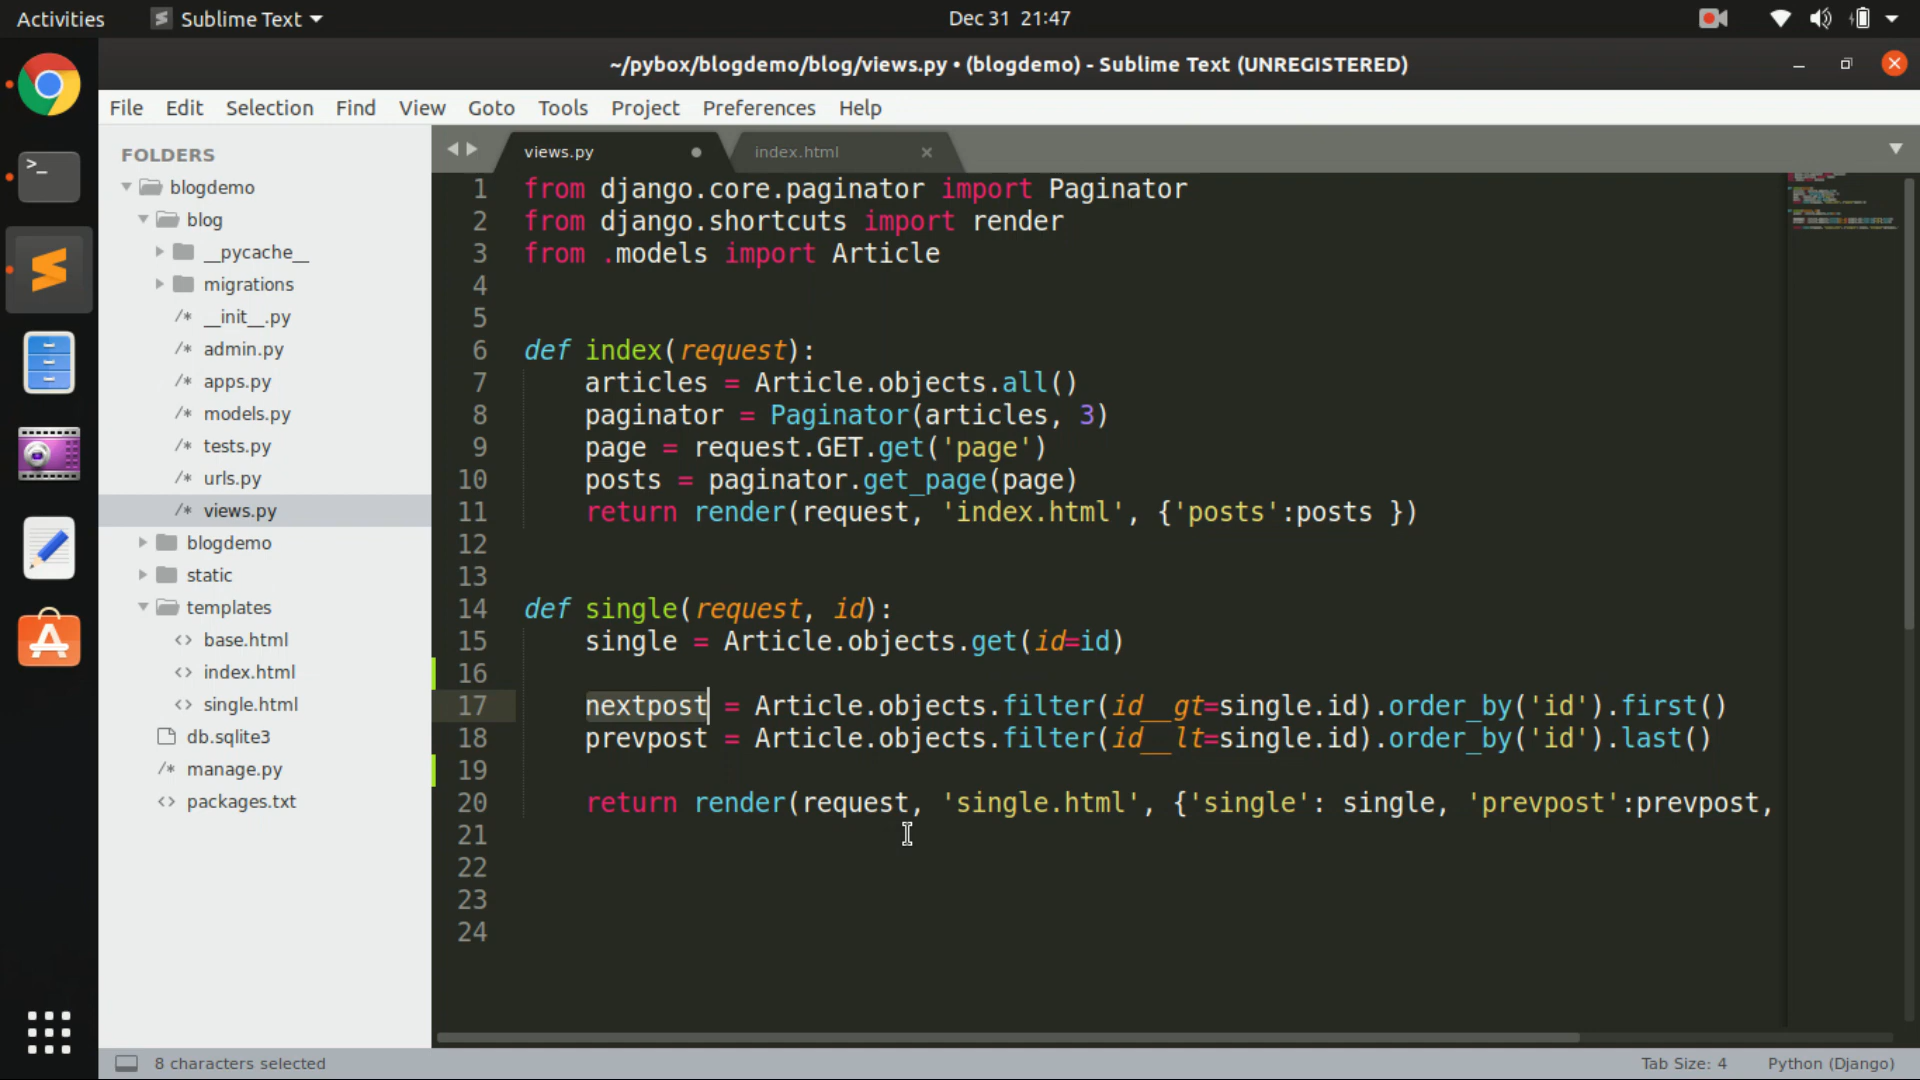 Activities
Sublime Text
Dec 31 21:47
~/pybox/blogdemo/blog/views.py • (blogdemo) - Sublime Text (UNREGISTERED)
File Edit Selection Find View Goto Tools Project Preferences Help
FOLDERS
blogdemo
blog
__pycache__
migrations
/* __init__.py
/* admin.py
/* apps.py
/* models.py
/* tests.py
/* urls.py
/* views.py
blogdemo
static
templates
<> base.html
<> index.html
<> single.html
db.sqlite3
/* manage.py
<> packages.txt
views.py
index.html
1 from django.core.paginator import Paginator
2 from django.shortcuts import render
3 from .models import Article
4
5
6 def index(request):
7 articles = Article.objects.all()
8 paginator = Paginator(articles, 3)
9 page = request.GET.get('page')
10 posts = paginator.get_page(page)
11 return render(request, 'index.html', {'posts':posts })
12
13
14 def single(request, id):
15 single = Article.objects.get(id=id)
16
17 nextpost = Article.objects.filter(id__gt=single.id).order_by('id').first()
18 prevpost = Article.objects.filter(id__lt=single.id).order_by('id').last()
19
20 return render(request, 'single.html', {'single': single, 'prevpost':prevpost,
21
22
23
24
8 characters selected
Tab Size: 4
Python (Django)